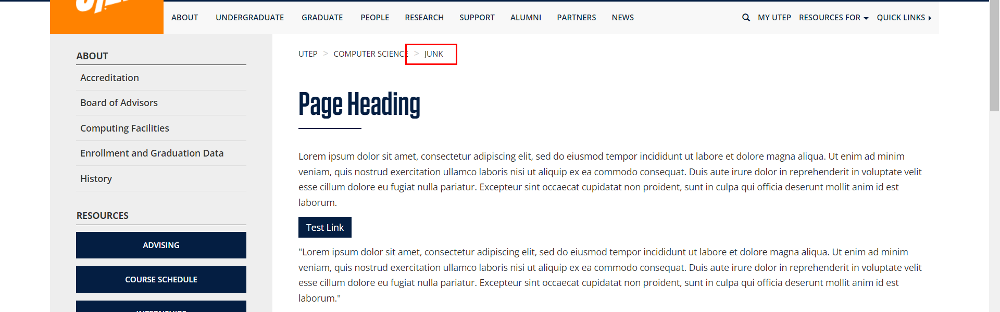 ABOUT UNDERGRADUATE GRADUATE PEOPLE RESEARCH SUPPORT ALUMNI PARTNERS NEWS MY UTEP RESOURCES FOR QUICK LINKS
ABOUT
Accreditation
Board of Advisors
Computing Facilities
Enrollment and Graduation Data
History
RESOURCES
ADVISING
COURSE SCHEDULE
INTERNSHIPS
UTEP > COMPUTER SCIENCE > JUNK
Page Heading
Lorem ipsum dolor sit amet, consectetur adipiscing elit, sed do eiusmod tempor incididunt ut labore et dolore magna aliqua. Ut enim ad minim
veniam, quis nostrud exercitation ullamco laboris nisi ut aliquip ex ea commodo consequat. Duis aute irure dolor in reprehenderit in voluptate velit
esse cillum dolore eu fugiat nulla pariatur. Excepteur sint occaecat cupidatat non proident, sunt in culpa qui officia deserunt mollit anim id est
laborum.
Test Link
"Lorem ipsum dolor sit amet, consectetur adipiscing elit, sed do eiusmod tempor incididunt ut labore et dolore magna aliqua. Ut enim ad minim
veniam, quis nostrud exercitation ullamco laboris nisi ut aliquip ex ea commodo consequat. Duis aute irure dolor in reprehenderit in voluptate velit
esse cillum dolore eu fugiat nulla pariatur. Excepteur sint occaecat cupidatat non proident, sunt in culpa qui officia deserunt mollit anim id est
laborum."